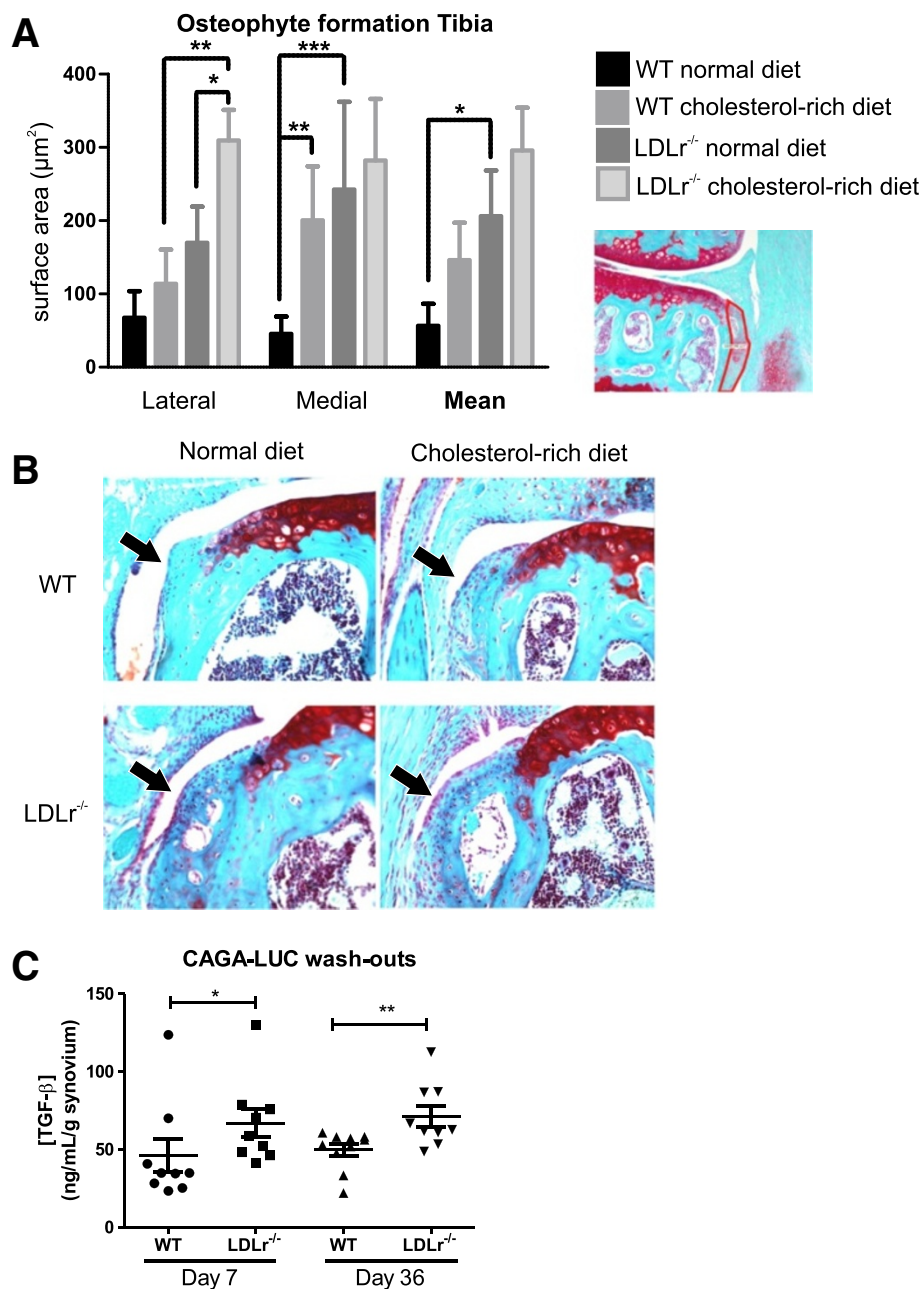 A
Osteophyte formation Tibia
surface area (µm²)
400
300
200
100
0
** 
*
***
**
*
Lateral
Medial
Mean
WT normal diet
WT cholesterol-rich diet
LDLr⁻/⁻ normal diet
LDLr⁻/⁻ cholesterol-rich diet
B
Normal diet
Cholesterol-rich diet
WT
LDLr⁻/⁻
C
CAGA-LUC wash-outs
[TGF-β]
(ng/mL/g synovium)
150
100
50
0
*
**
WT
LDLr⁻/⁻
WT
LDLr⁻/⁻
Day 7
Day 36